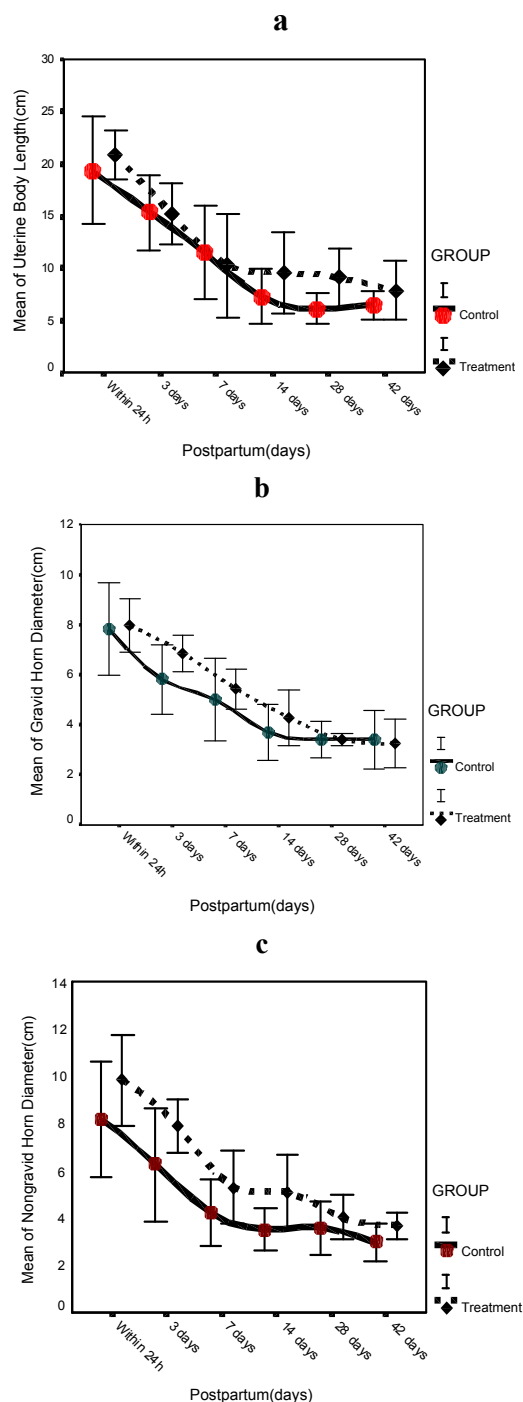 a
Mean of Uterine Body Length(cm)
30
25
20
15
10
5
0
Within 24h
3 days
7 days
14 days
28 days
42 days
Postpartum(days)
GROUP
Control
Treatment
b
Mean of Gravid Horn Diameter(cm)
12
10
8
6
4
2
0
Within 24h
3 days
7 days
14 days
28 days
42 days
Postpartum(days)
GROUP
Control
Treatment
c
Mean of Nongravid Horn Diameter(cm)
14
12
10
8
6
4
2
0
Within 24h
3 days
7 days
14 days
28 days
42 days
Postpartum(days)
GROUP
Control
Treatment